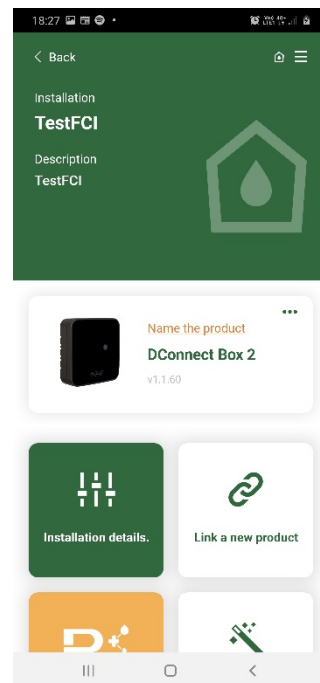 18:27
Back
Installation
TestFCI
Description
TestFCI
Name the product
DConnect Box 2
v1.1.60
Installation details.
Link a new product